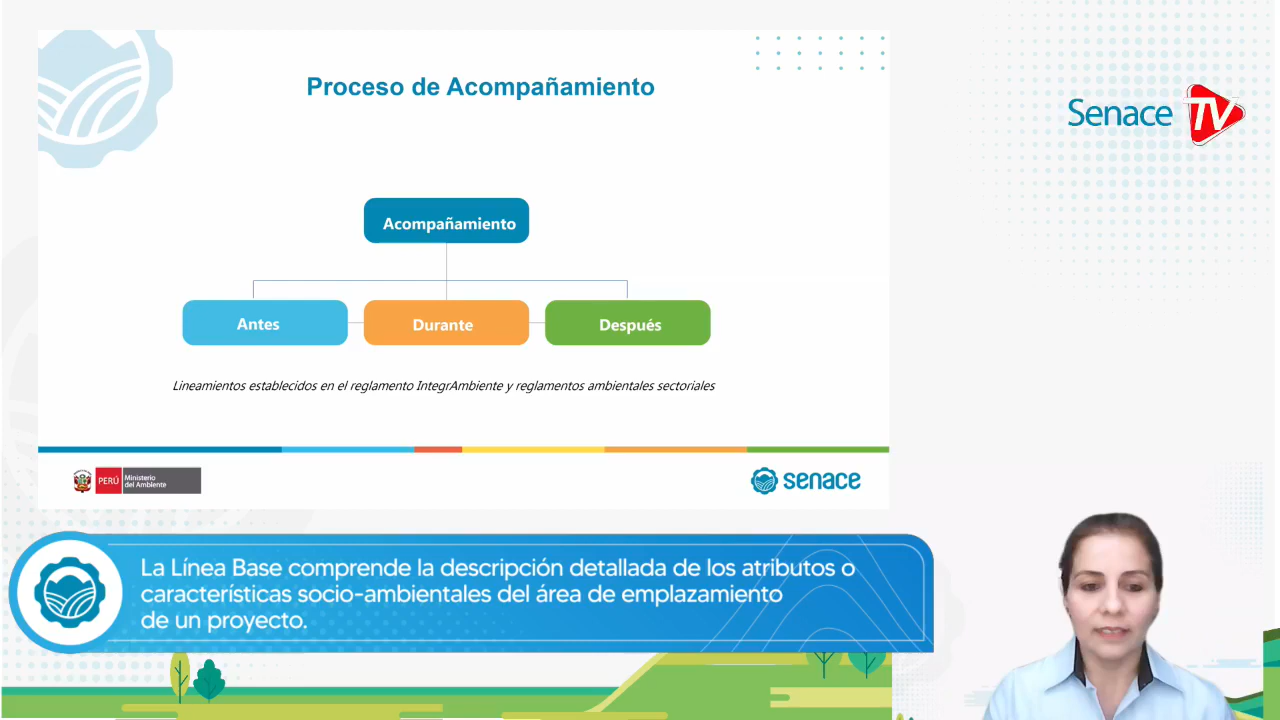 Proceso de Acompañamiento
Senace TV
Acompañamiento
Antes
Durante
Después
Lineamientos establecidos en el reglamento IntegrAmbiente y reglamentos ambientales sectoriales
PERÚ
Ministerio
del Ambiente
senace
La Línea Base comprende la descripción detallada de los atributos o
características socio-ambientales del área de emplazamiento
de un proyecto.